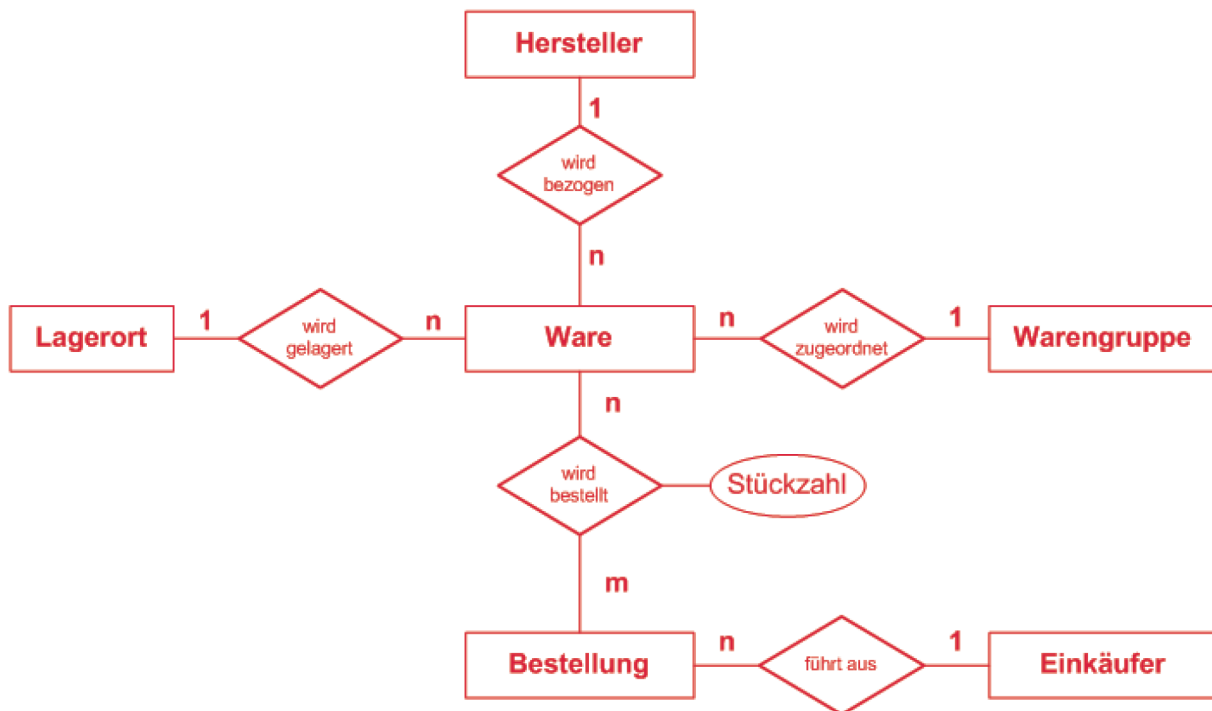 Hersteller
1
wird
bezogen
n
Lagerort
1
wird
gelagert
n
Ware
n
wird
zugeordnet
1
Warengruppe
n
wird
bestellt
Stückzahl
m
Bestellung
n
führt aus
1
Einkäufer